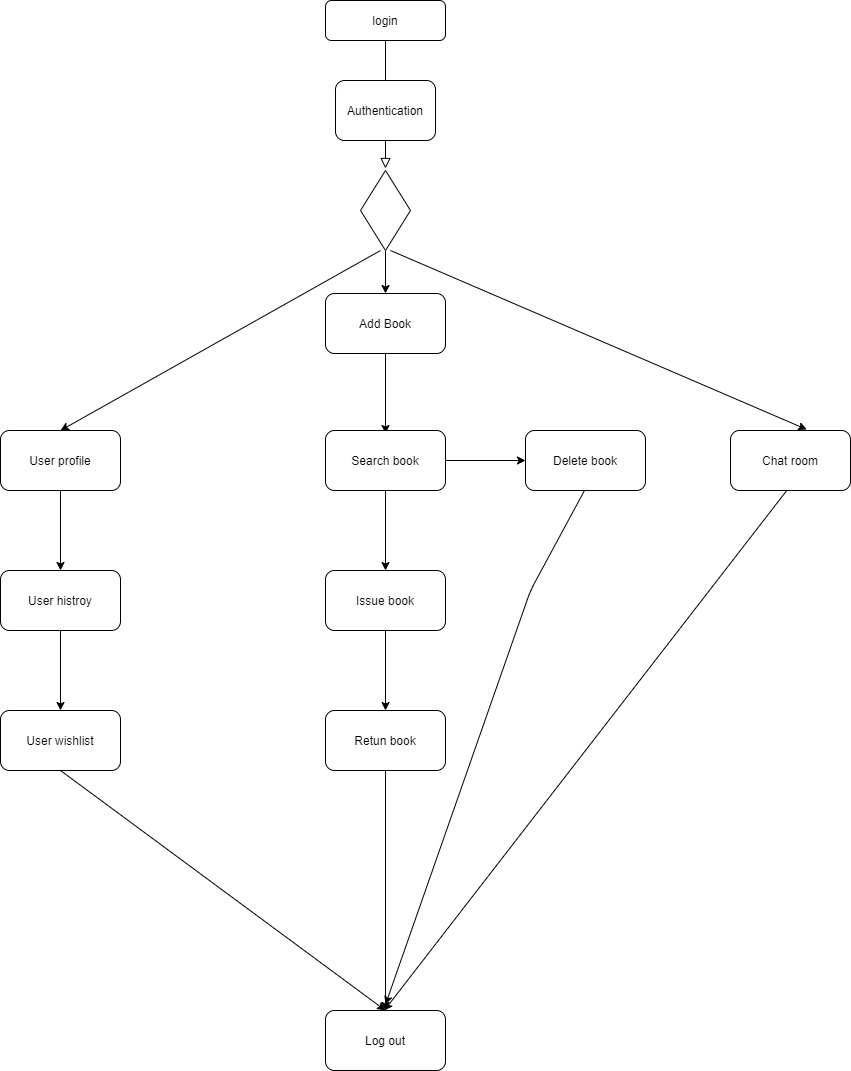 login
Authentication
Add Book
User profile
Search book
Delete book
Chat room
User histroy
Issue book
User wishlist
Retun book
Log out